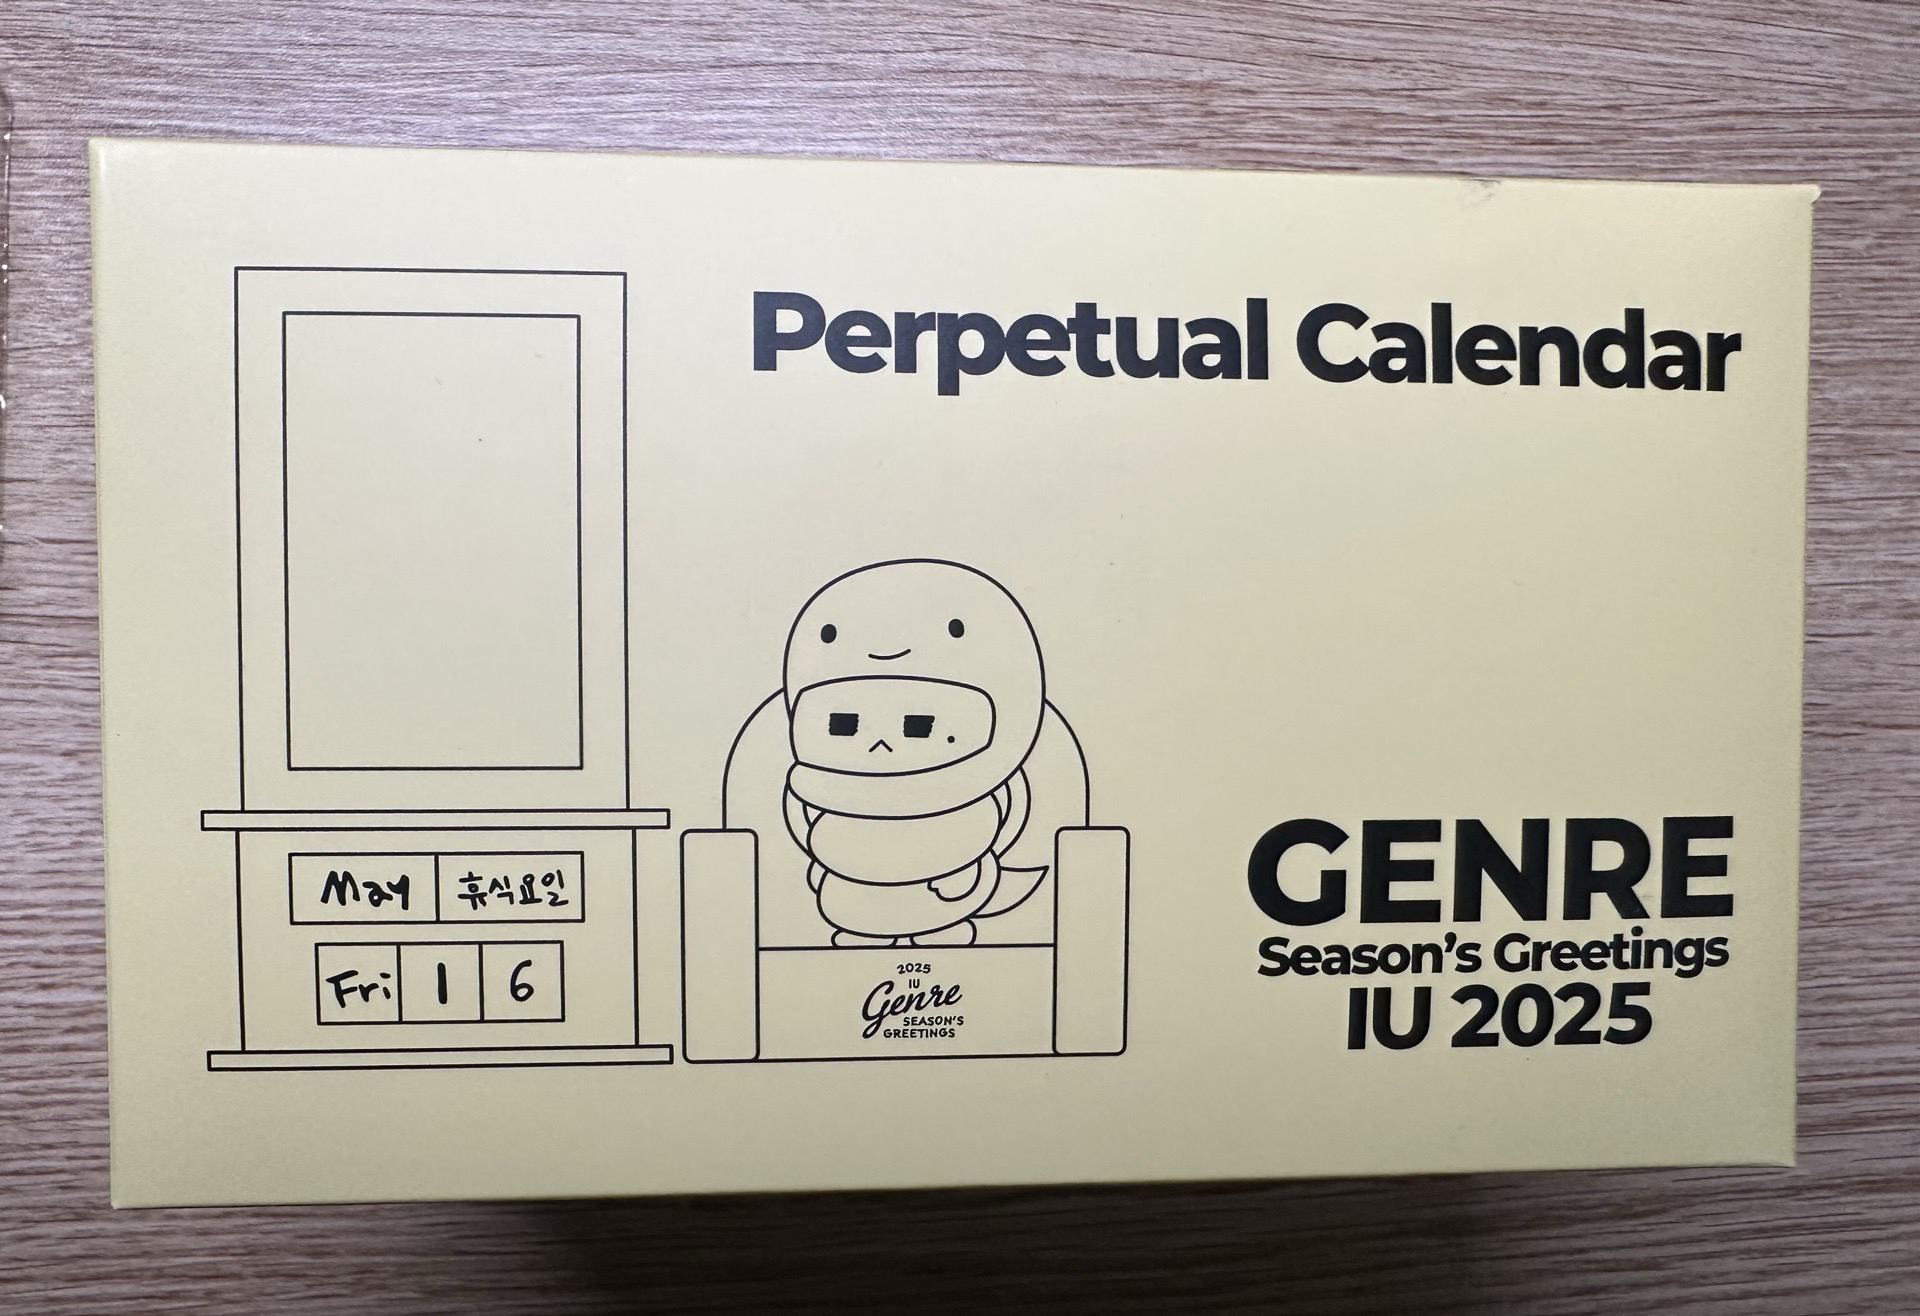 Perpetual Calendar
May 휴식요일
Fri 1 6
2025
IU
Genre
SEASON'S
GREETINGS
GENRE
Season's Greetings
IU 2025